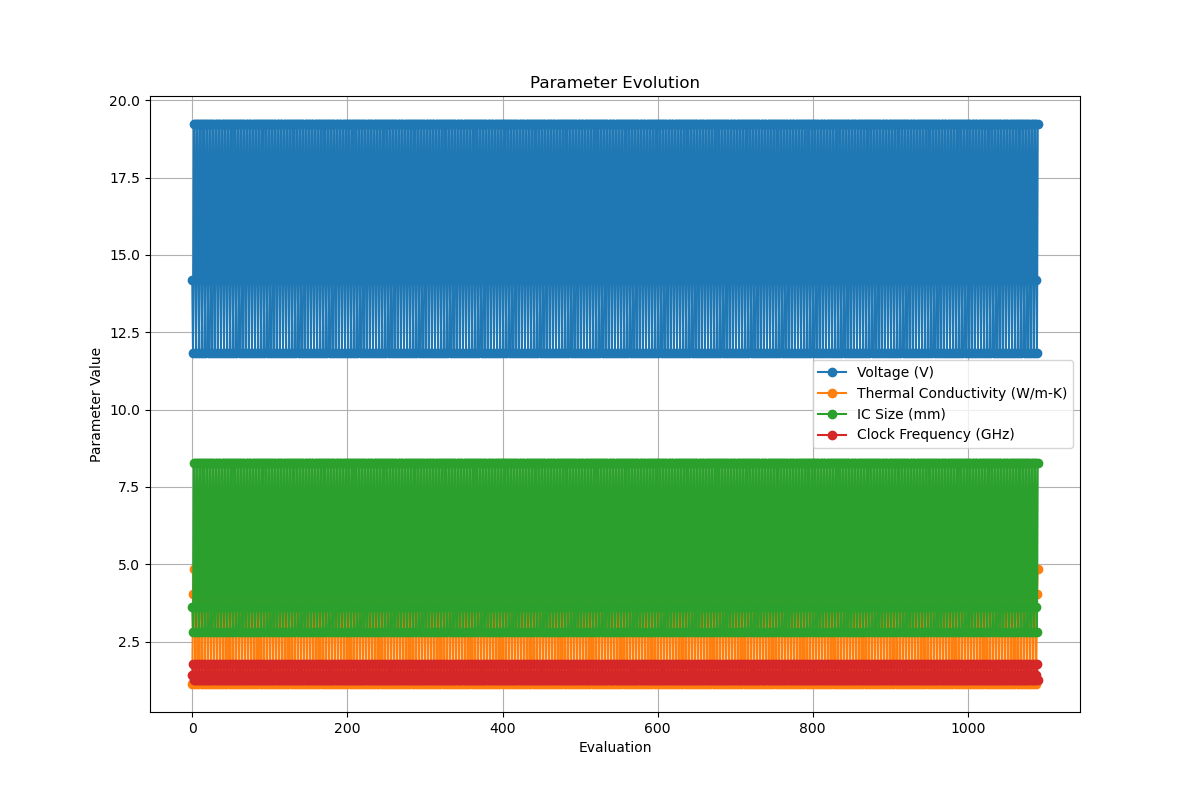 Parameter Evolution
20.0
17.5
15.0
12.5
10.0
7.5
5.0
2.5
Parameter Value
Voltage (V)
Thermal Conductivity (W/m-K)
IC Size (mm)
Clock Frequency (GHz)
0 200 400 600 800 1000
Evaluation